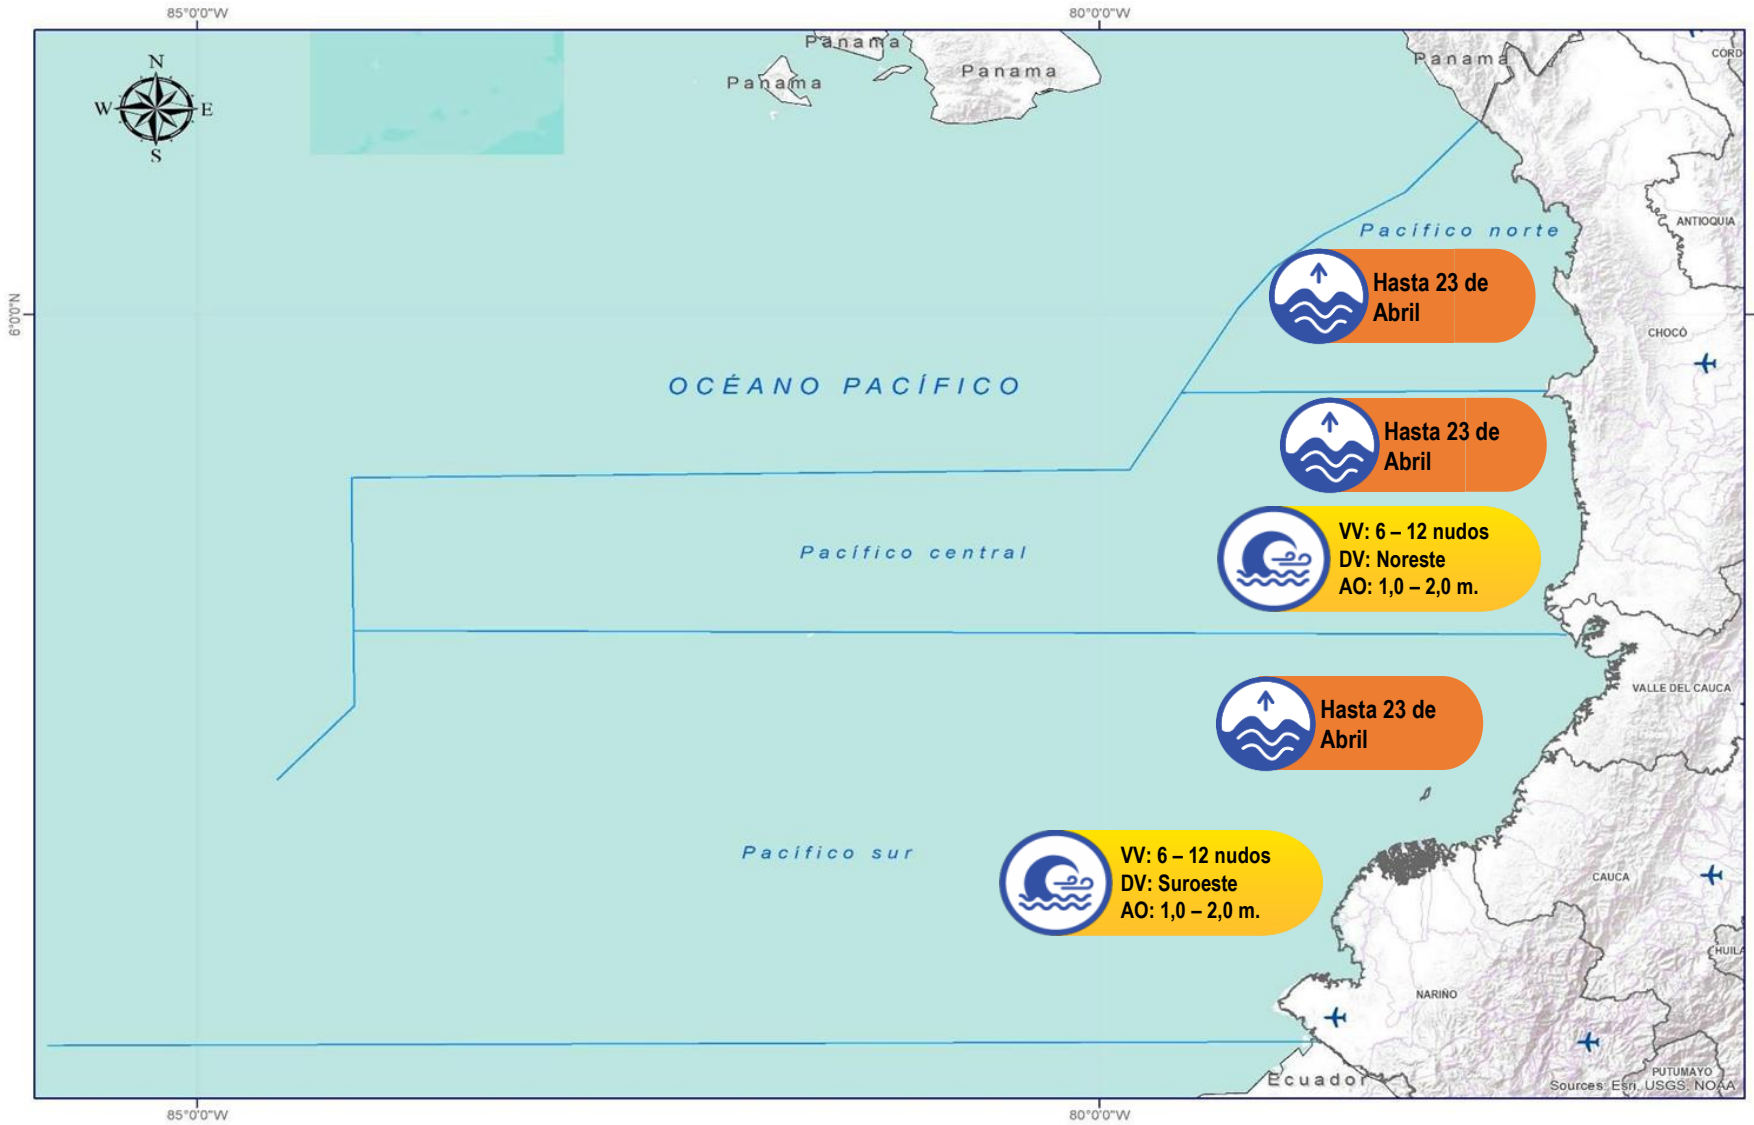 85°0'0"W
80°0'0"W
N
W
E
S
Panama
Panama
Panama
Panama
CORD
ANTIOQUIA
Pacífico norte
Hasta 23 de
Abril
6°0'0"N
CHOCÓ
OCÉANO PACÍFICO
Hasta 23 de
Abril
VV: 6 – 12 nudos
DV: Noreste
AO: 1,0 – 2,0 m.
Pacífico central
VALLE DEL CAUCA
Hasta 23 de
Abril
Pacífico sur
VV: 6 – 12 nudos
DV: Suroeste
AO: 1,0 – 2,0 m.
CAUCA
HUILA
NARIÑO
PUTUMAYO
Ecuador
Sources: Esri, USGS, NOAA
85°0'0"W
80°0'0"W